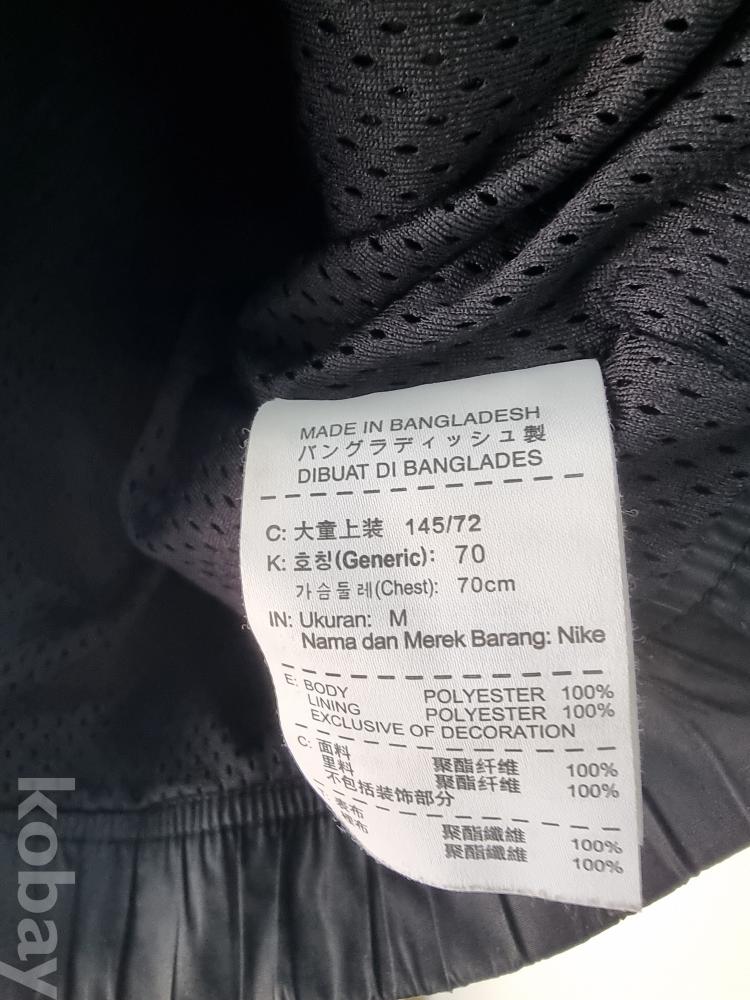 MADE IN BANGLADESH
バングラディッシュ製
DIBUAT DI BANGLADES
C: 大童上装 145/72
K: 호칭(Generic): 70
가슴둘레(Chest): 70cm
IN: Ukuran: M
Nama dan Merek Barang: Nike
E: BODY POLYESTER 100%
LINING POLYESTER 100%
EXCLUSIVE OF DECORATION
C: 面料 聚酯纤维 100%
里料 聚酯纤维 100%
不包括装饰部分
表布 聚酯纖維 100%
裡布 聚酯纖維 100%
kobay